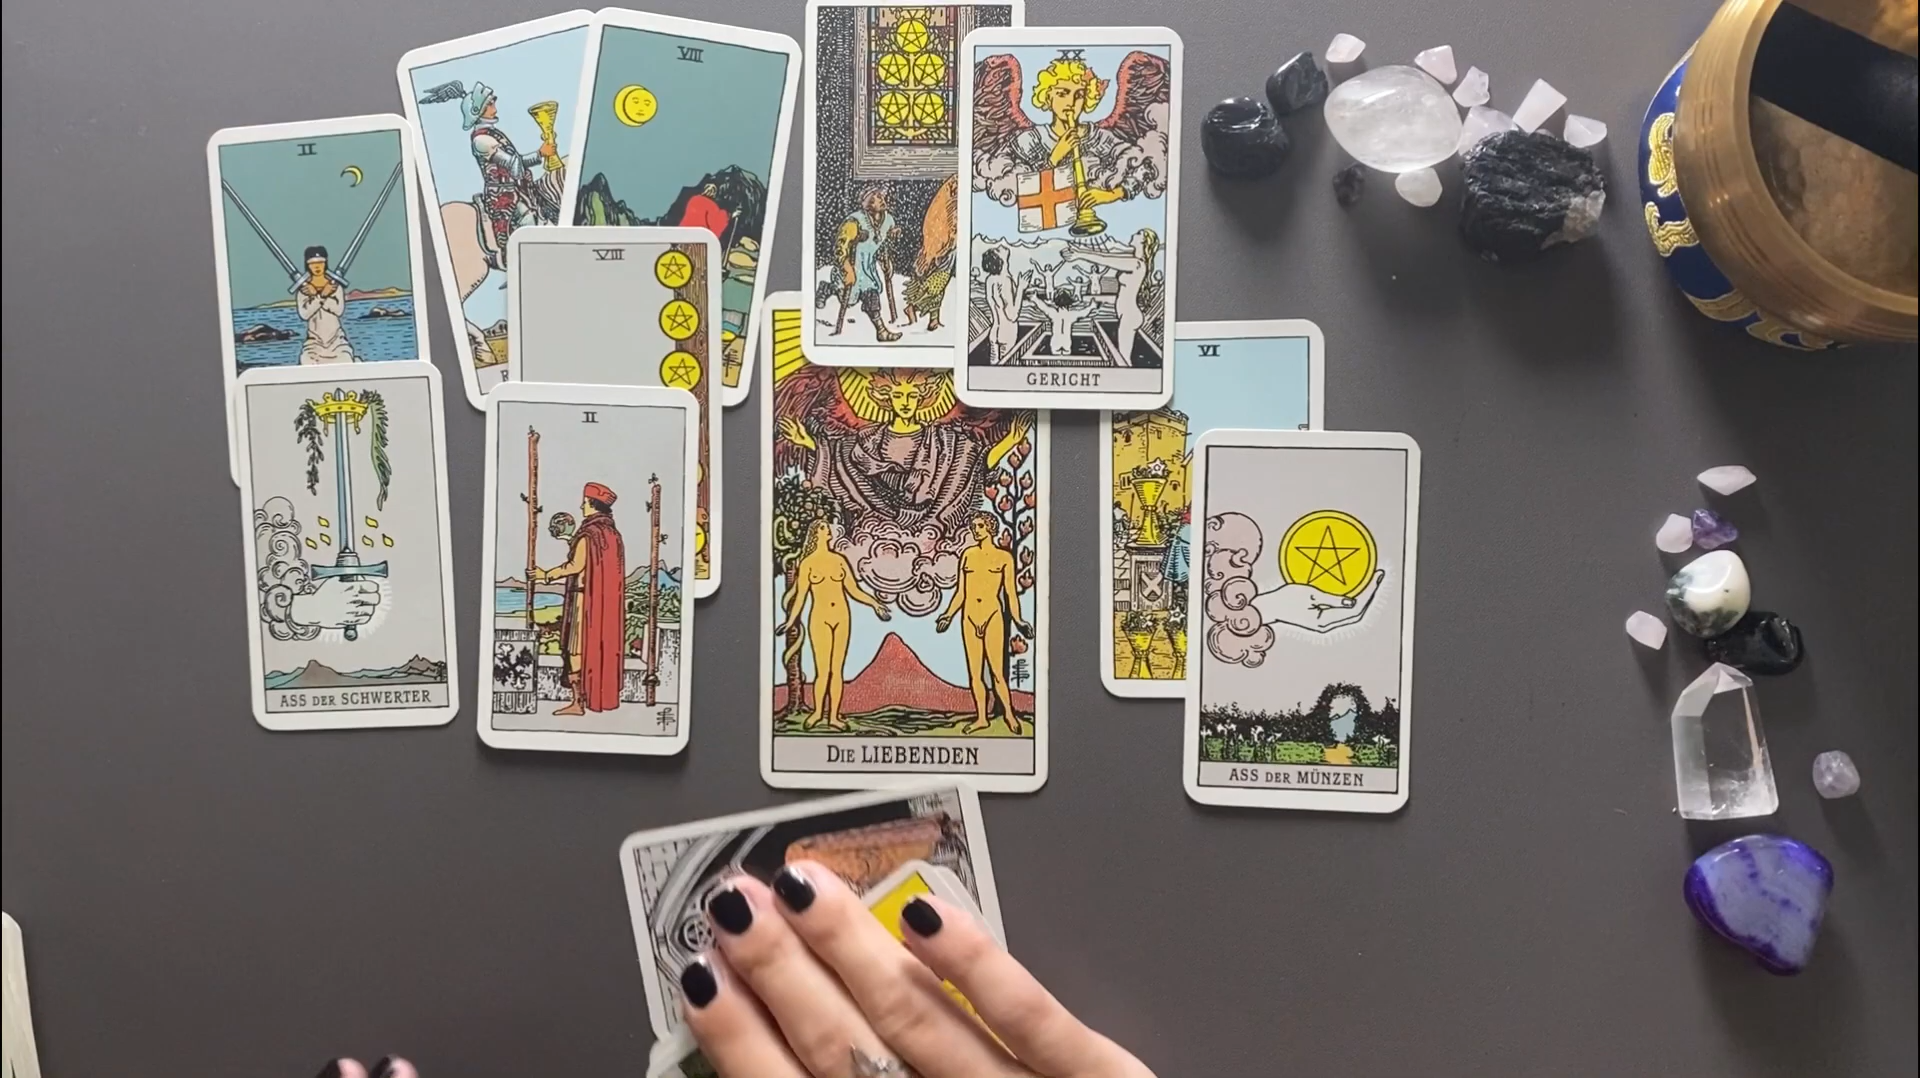 II
VIII
XX
VIII
R
GERICHT
VI
II
ASS DER SCHWERTER
DIE LIEBENDEN
ASS DER MÜNZEN